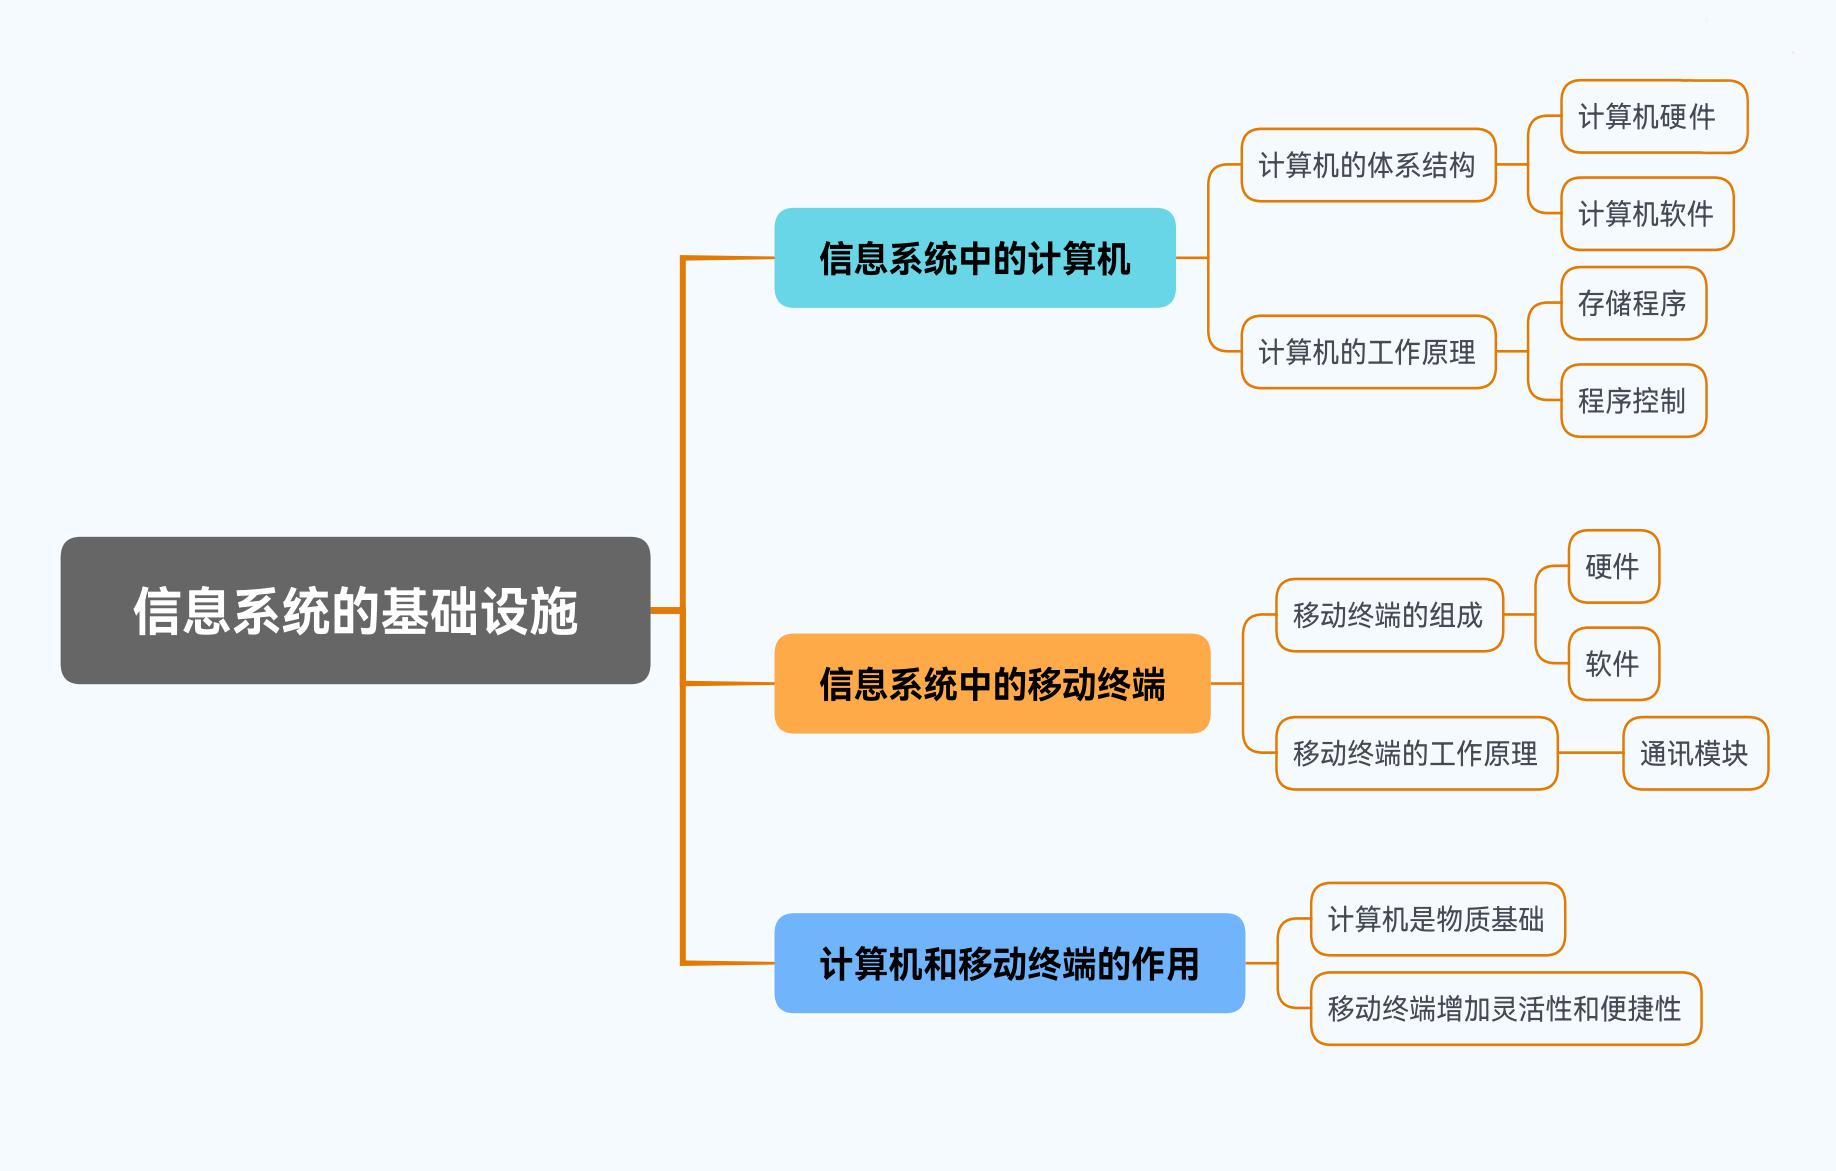 信息系统的基础设施
信息系统中的计算机
计算机的体系结构
计算机硬件
计算机软件
计算机的工作原理
存储程序
程序控制
信息系统中的移动终端
移动终端的组成
硬件
软件
移动终端的工作原理
通讯模块
计算机和移动终端的作用
计算机是物质基础
移动终端增加灵活性和便捷性